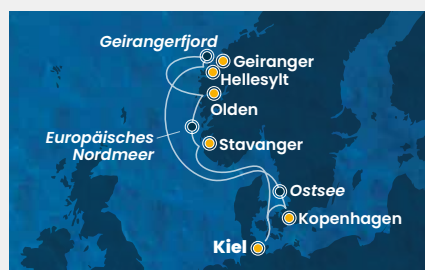 Geirangerfjord
Geiranger
Hellesylt
Olden
Europäisches
Nordmeer
Stavanger
Ostsee
Kopenhagen
Kiel